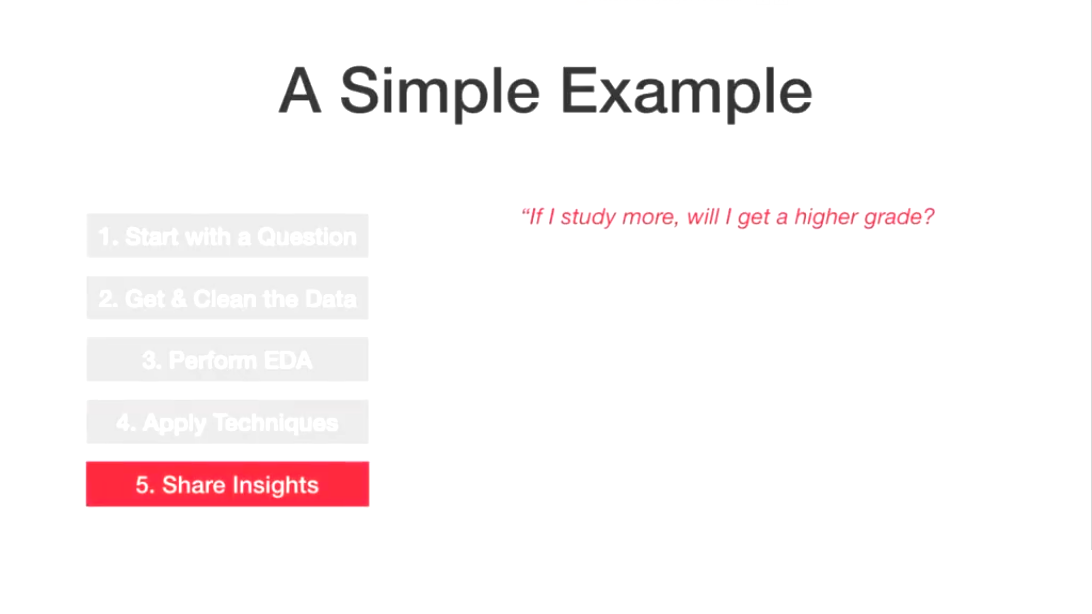 A Simple Example
1. Start with a Question
2. Get & Clean the Data
3. Perform EDA
4. Apply Techniques
5. Share Insights
“If I study more, will I get a higher grade?